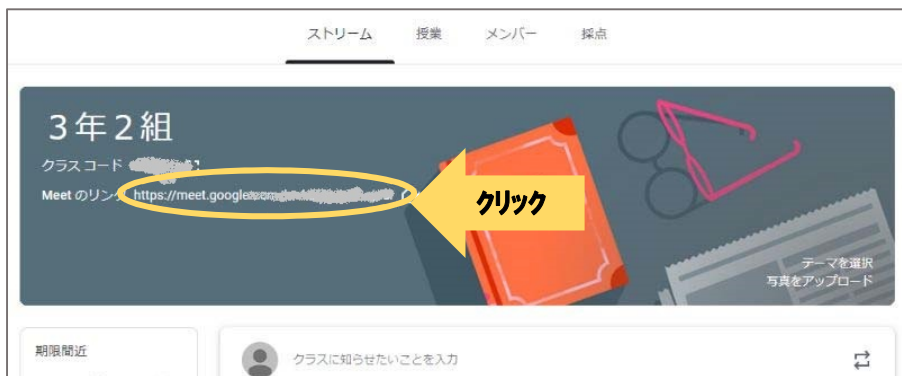 ストリーム 授業 メンバー 採点
３年２組
クラス コード
Meet のリンク https://meet.google.com
クリック
テーマを選択
写真をアップロード
期限間近
クラスに知らせたいことを入力